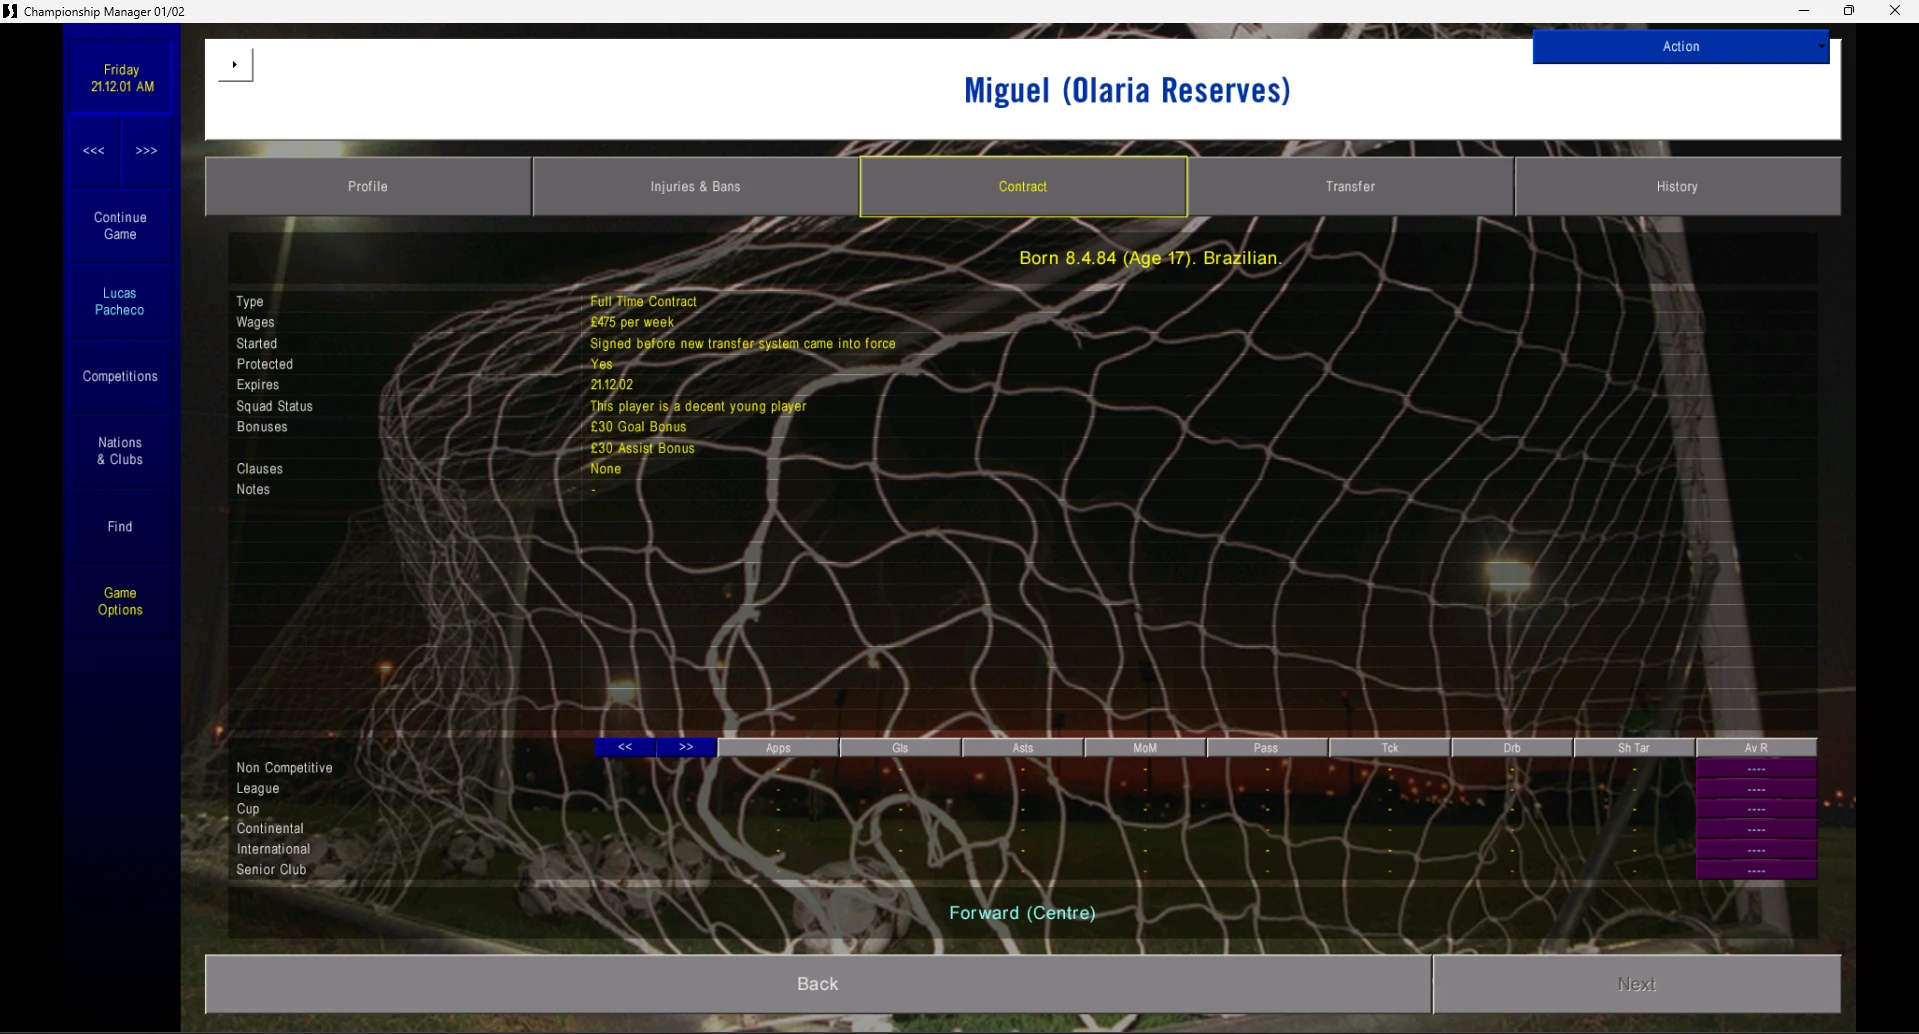 Championship Manager 01/02
Action
Miguel (Olaria Reserves)
Friday
21.12.01 AM
<<<
>>>
Continue
Game
Lucas
Pacheco
Competitions
Nations
& Clubs
Find
Game
Options
Profile
Injuries & Bans
Contract
Transfer
History
Born 8.4.84 (Age 17). Brazilian.
Type Full Time Contract
Wages £475 per week
Started Signed before new transfer system came into force
Protected Yes
Expires 21.12.02
Squad Status This player is a decent young player
Bonuses £30 Goal Bonus
£30 Assist Bonus
Clauses None
Notes -
<< >> Apps Gls Asts MoM Pass Tck Drb Sh Tar Av R
Non Competitive - - - - - - - - ----
League - - - - - - - - ----
Cup - - - - - - - - ----
Continental - - - - - - - - ----
International - - - - - - - - ----
Senior Club - - - - - - - - ----
Forward (Centre)
Back
Next